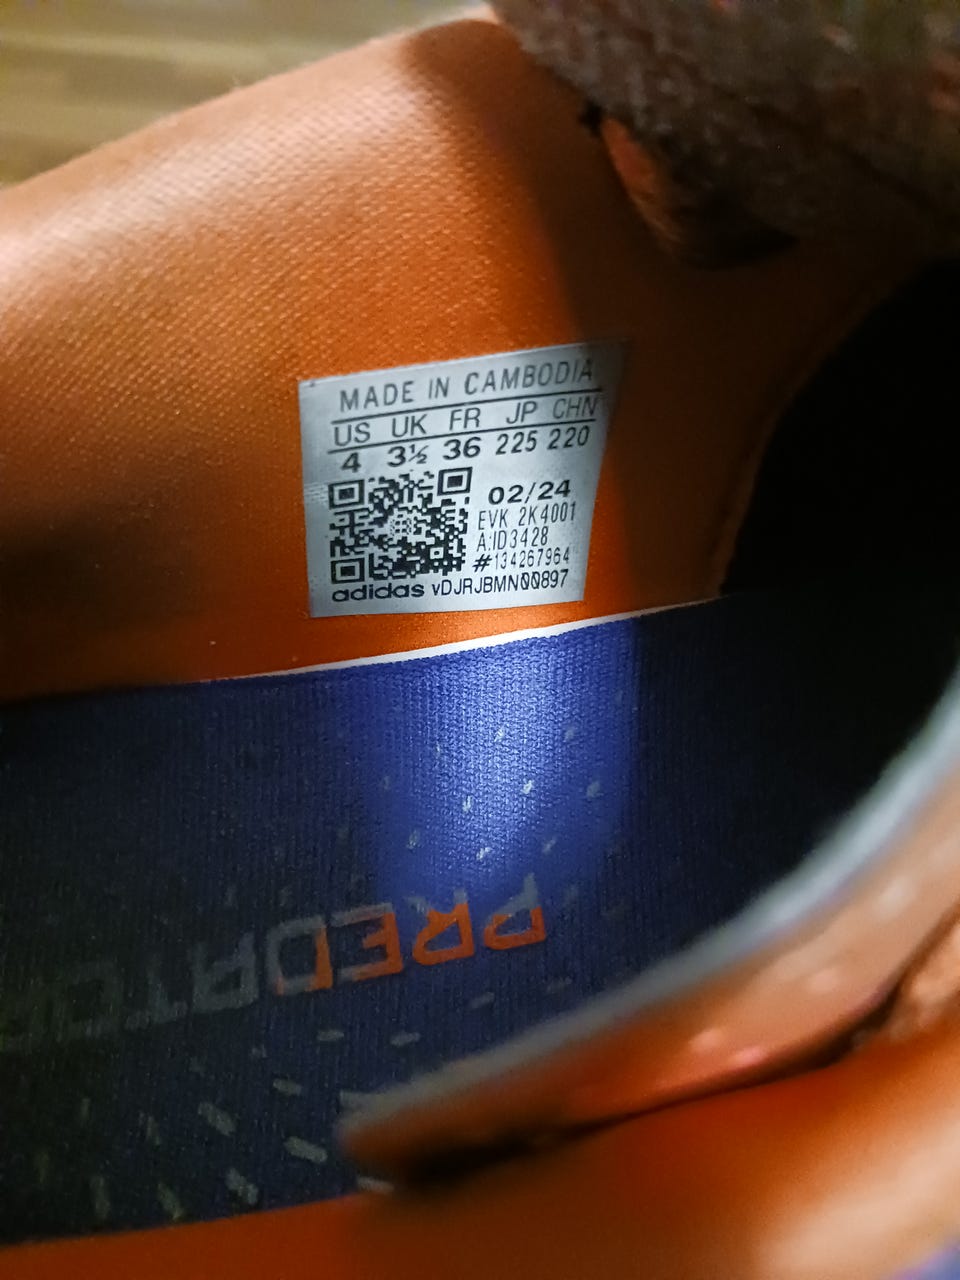 MADE IN CAMBODIA
US UK FR JP CHN
4 3½ 36 225 220
02/24
EVK 2K4001
A:ID3428
#134267964
adidas vDJRJBMN00897
PREDATOR